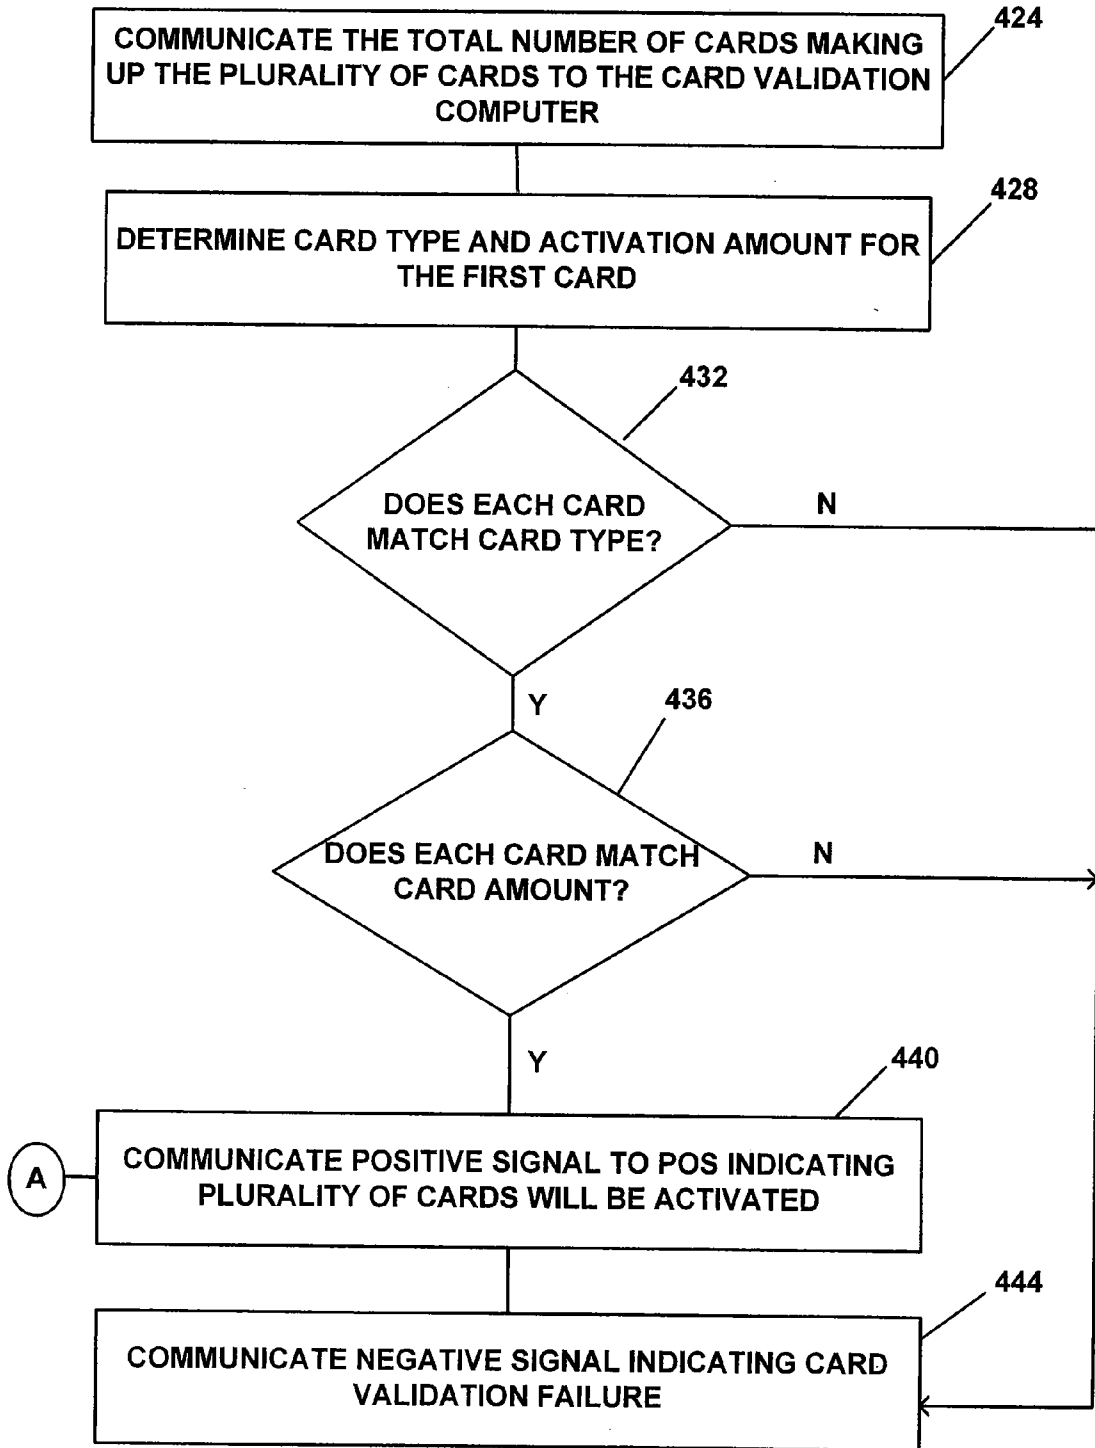 424
COMMUNICATE THE TOTAL NUMBER OF CARDS MAKING
UP THE PLURALITY OF CARDS TO THE CARD VALIDATION
COMPUTER
428
DETERMINE CARD TYPE AND ACTIVATION AMOUNT FOR
THE FIRST CARD
432
DOES EACH CARD
MATCH CARD TYPE?
N
Y
436
DOES EACH CARD MATCH
CARD AMOUNT?
N
Y
440
A
COMMUNICATE POSITIVE SIGNAL TO POS INDICATING
PLURALITY OF CARDS WILL BE ACTIVATED
444
COMMUNICATE NEGATIVE SIGNAL INDICATING CARD
VALIDATION FAILURE